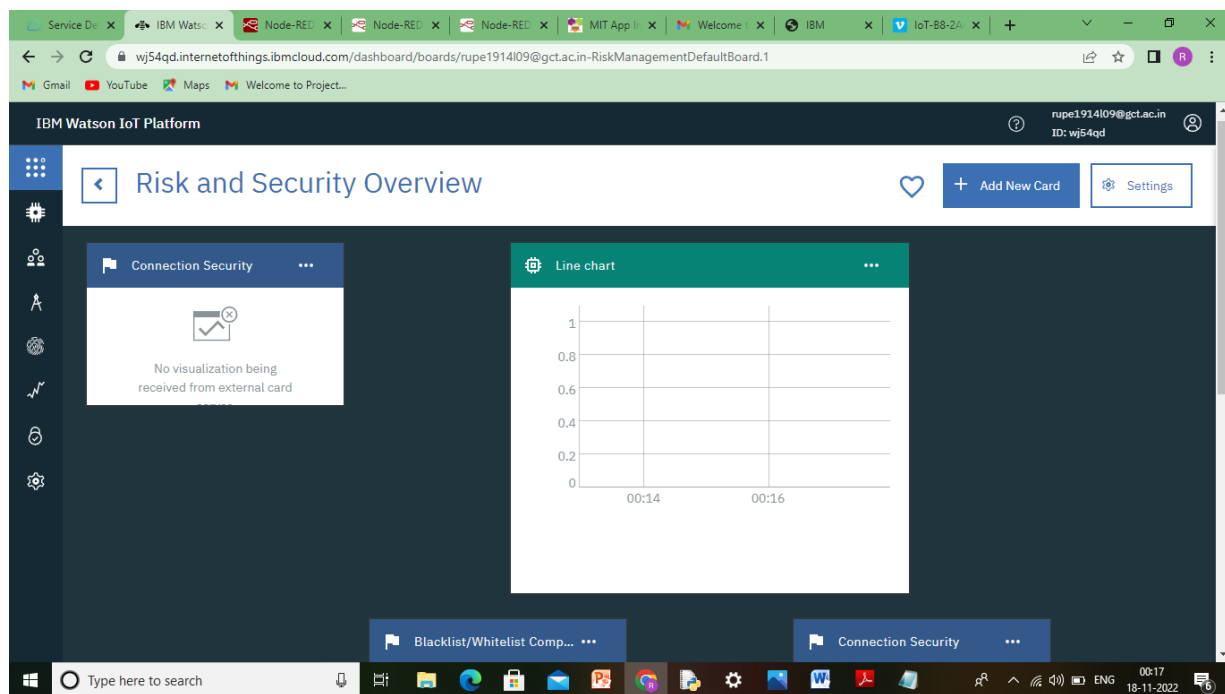 Service De
IBM Watso
Node-RED
Node-RED
Node-RED
MIT App In
Welcome t
IBM
IoT-B8-2A
wj54qd.internetofthings.ibmcloud.com/dashboard/boards/rupe1914l09@gct.ac.in-RiskManagementDefaultBoard.1
R
Gmail
YouTube
Maps
Welcome to Project...
IBM Watson IoT Platform
rupe1914l09@gct.ac.in
ID: wj54qd
Risk and Security Overview
+ Add New Card
Settings
Connection Security
No visualization being
received from external card
Line chart
1
0.8
0.6
0.4
0.2
0
00:14
00:16
Blacklist/Whitelist Comp...
Connection Security
Type here to search
ENG
00:17
18-11-2022
6